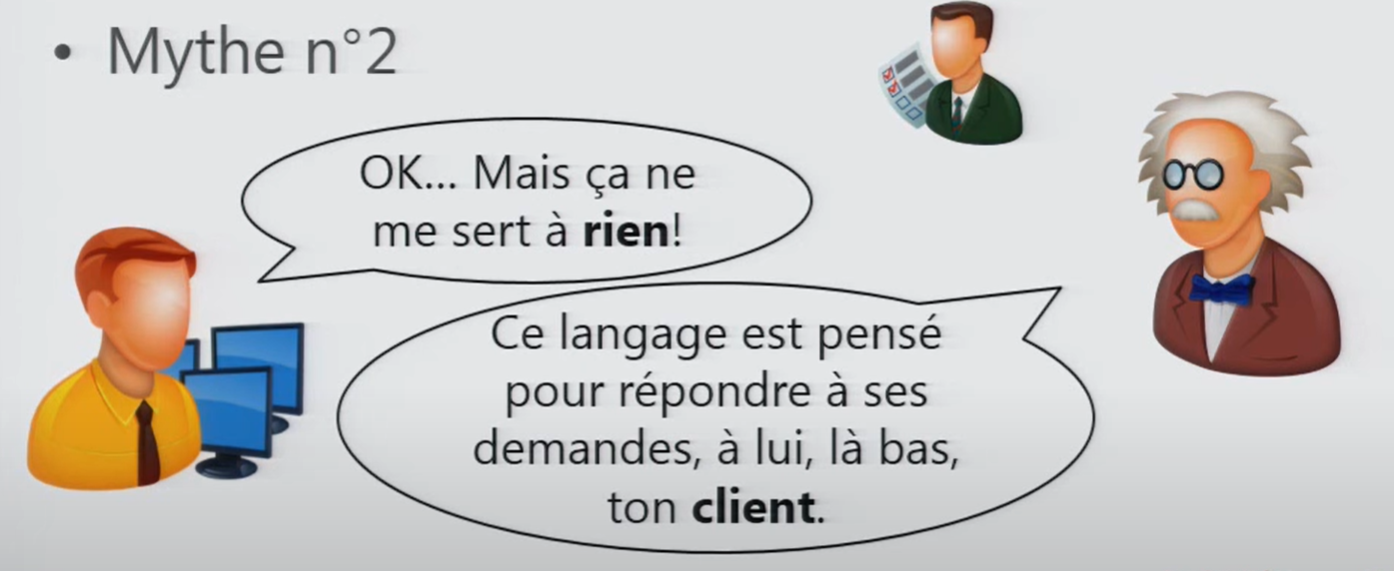 • Mythe n°2
OK... Mais ça ne
me sert à rien!
Ce langage est pensé
pour répondre à ses
demandes, à lui, là bas,
ton client.